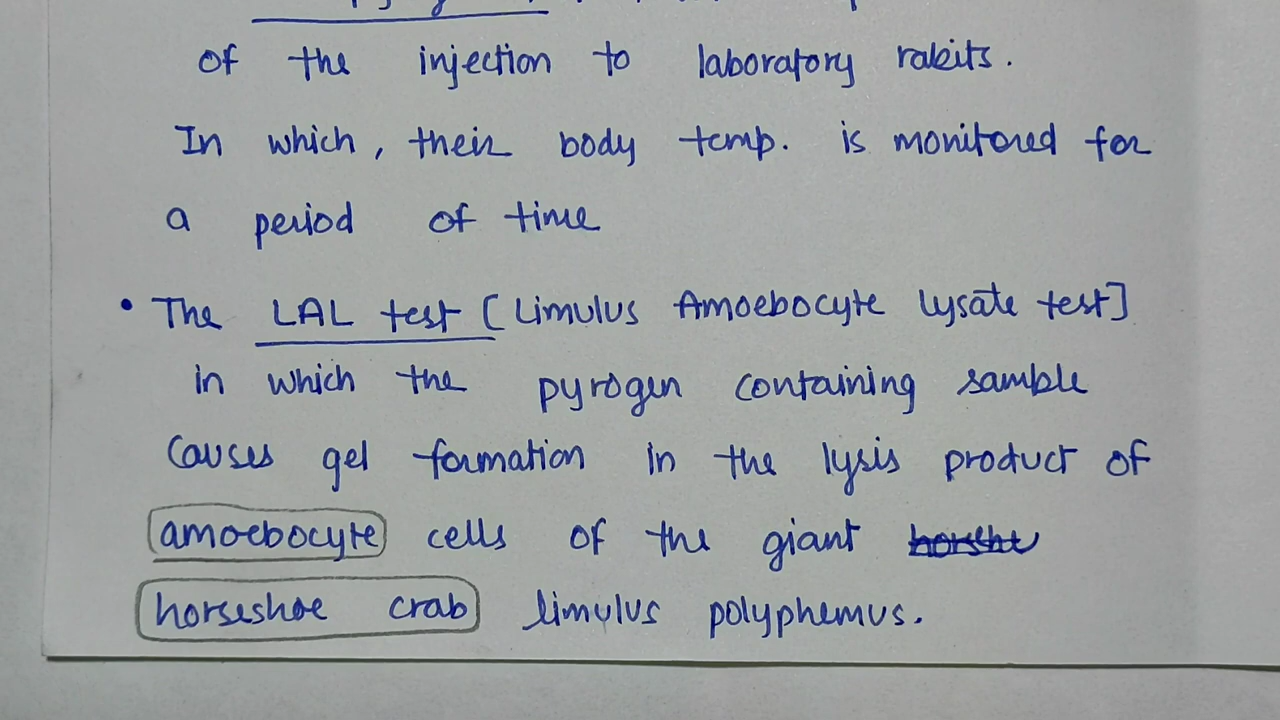 of the injection to laboratory rabits.
In which, their body temp. is monitored for
a period of time
• The LAL test [Limulus Amoebocyte lysate test]
in which the pyrogen containing samble
causes gel formation in the lysis product of
amoebocyte cells of the giant
horseshoe crab limulus polyphemus.